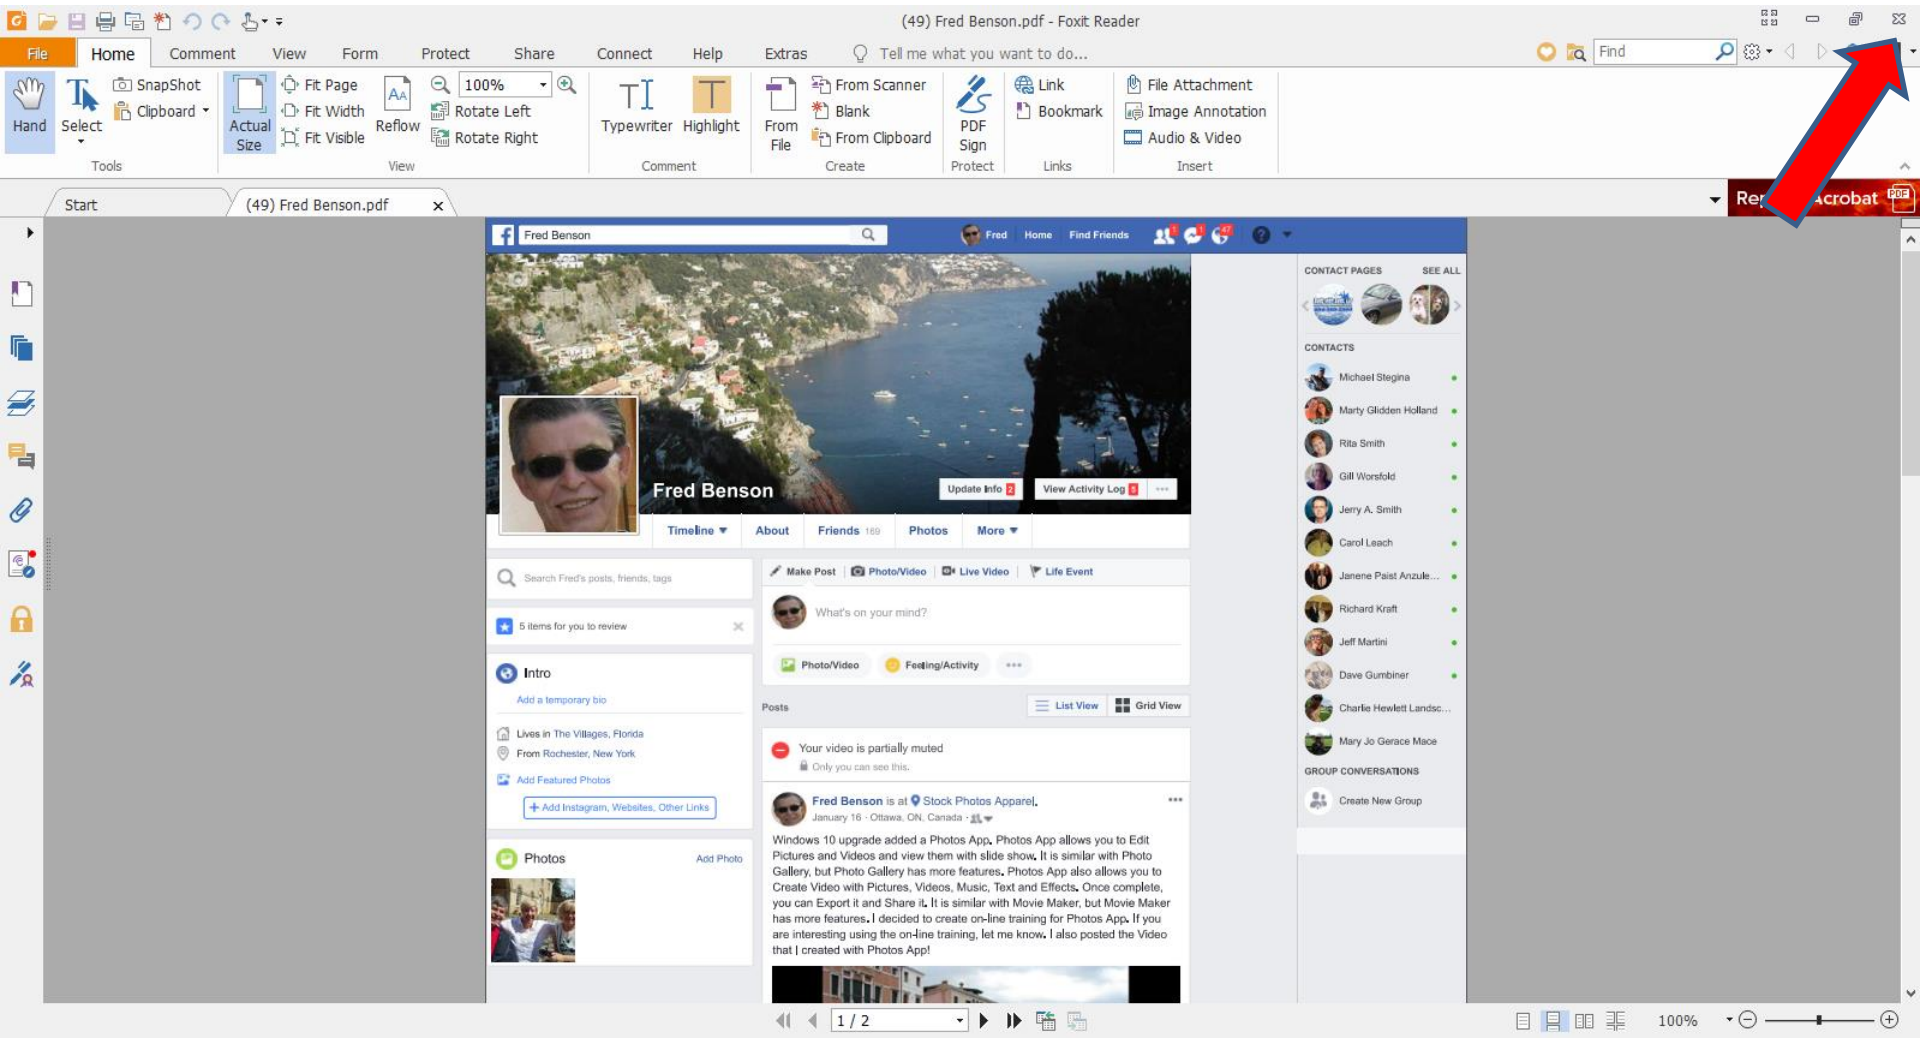 (49) Fred Benson.pdf - Foxit Reader
File Home Comment View Form Protect Share Connect Help Extras Tell me what you want to do... Find
Hand
Select
SnapShot
Clipboard
Tools
Actual
Size
Fit Page
Fit Width
Fit Visible
Reflow
100%
Rotate Left
Rotate Right
View
Typewriter
Highlight
Comment
From
File
From Scanner
Blank
From Clipboard
Create
PDF
Sign
Protect
Link
Bookmark
Links
File Attachment
Image Annotation
Audio & Video
Insert
Start
(49) Fred Benson.pdf
Acrobat
PDF
Fred Benson
Fred Home Find Friends 1 1 47
Fred Benson
Update Info 2
View Activity Log
Timeline About Friends 169 Photos More
Search Fred's posts, friends, tags
5 items for you to review
Intro
Add a temporary bio
Lives in The Villages, Florida
From Rochester, New York
Add Featured Photos
+ Add Instagram, Websites, Other Links
Photos Add Photo
Make Post Photo/Video Live Video Life Event
What's on your mind?
Photo/Video Feeling/Activity
Posts List View Grid View
Your video is partially muted
Only you can see this.
Fred Benson is at Stock Photos Apparel.
January 16 · Ottawa, ON, Canada ·
Windows 10 upgrade added a Photos App. Photos App allows you to Edit
Pictures and Videos and view them with slide show. It is similar with Photo
Gallery, but Photo Gallery has more features. Photos App also allows you to
Create Video with Pictures, Videos, Music, Text and Effects. Once complete,
you can Export it and Share it. It is similar with Movie Maker, but Movie Maker
has more features. I decided to create on-line training for Photos App. If you
are interesting using the on-line training, let me know. I also posted the Video
that I created with Photos App!
CONTACT PAGES SEE ALL
CONTACTS
Michael Stegina
Marty Glidden Holland
Rita Smith
Gill Worsfold
Jerry A. Smith
Carol Leach
Janene Paist Anzule...
Richard Kraft
Jeff Martini
Dave Gumbiner
Charlie Hewlett Landsc...
Mary Jo Gerace Mace
GROUP CONVERSATIONS
Create New Group
1 / 2
100%